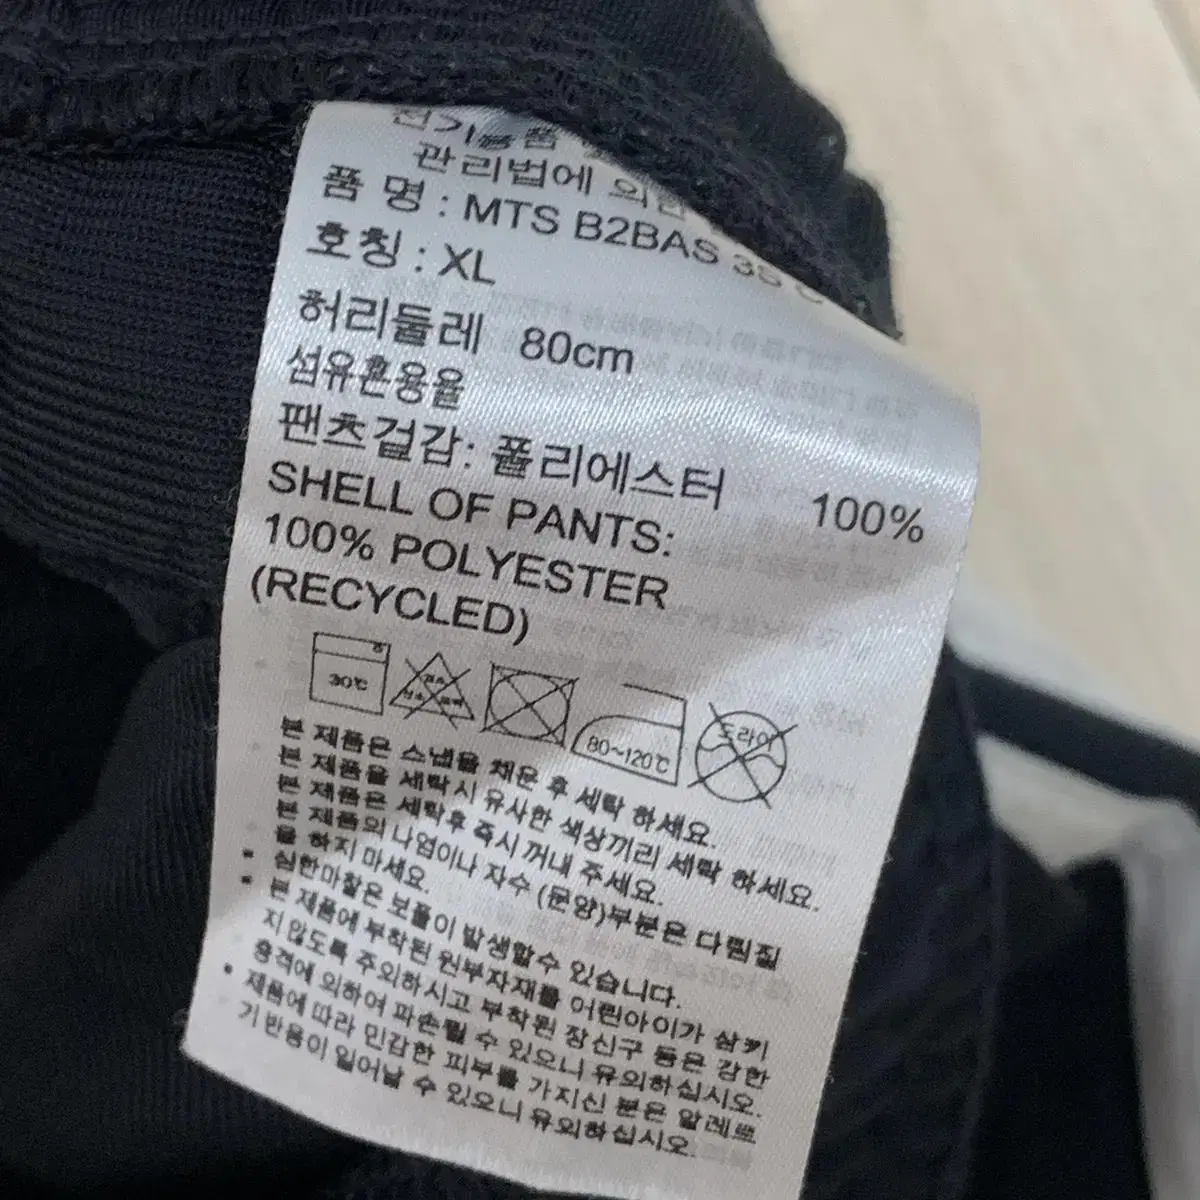 관리법에 의한
품 명 : MTS B2BAS 3S
호칭 : XL
허리둘레 80cm
섬유혼용율
팬츠겉감: 폴리에스터 100%
SHELL OF PANTS:
100% POLYESTER
(RECYCLED)
30℃ 80~120℃ 드라이
본 제품은 스냅을 채운 후 세탁 하세요.
본 제품을 세탁시 유사한 색상끼리 세탁 하세요.
본 제품은 세탁후 즉시 꺼내 주세요.
본 제품의 나염이나 자수 (문양)부분은 다림질
을 하지 마세요.
• 심한마찰은 보풀이 발생할수 있습니다.
• 본 제품에 부착된 원부자재를 어린아이가 삼키
지 않도록 주의하시고 부착된 장신구 등은 강한
충격에 의하여 파손될 수 있으니 유의하십시오.
• 제품에 따라 민감한 피부를 가지신 분은 알레르
기 반응이 일어날 수 있으니 유의하십시오.